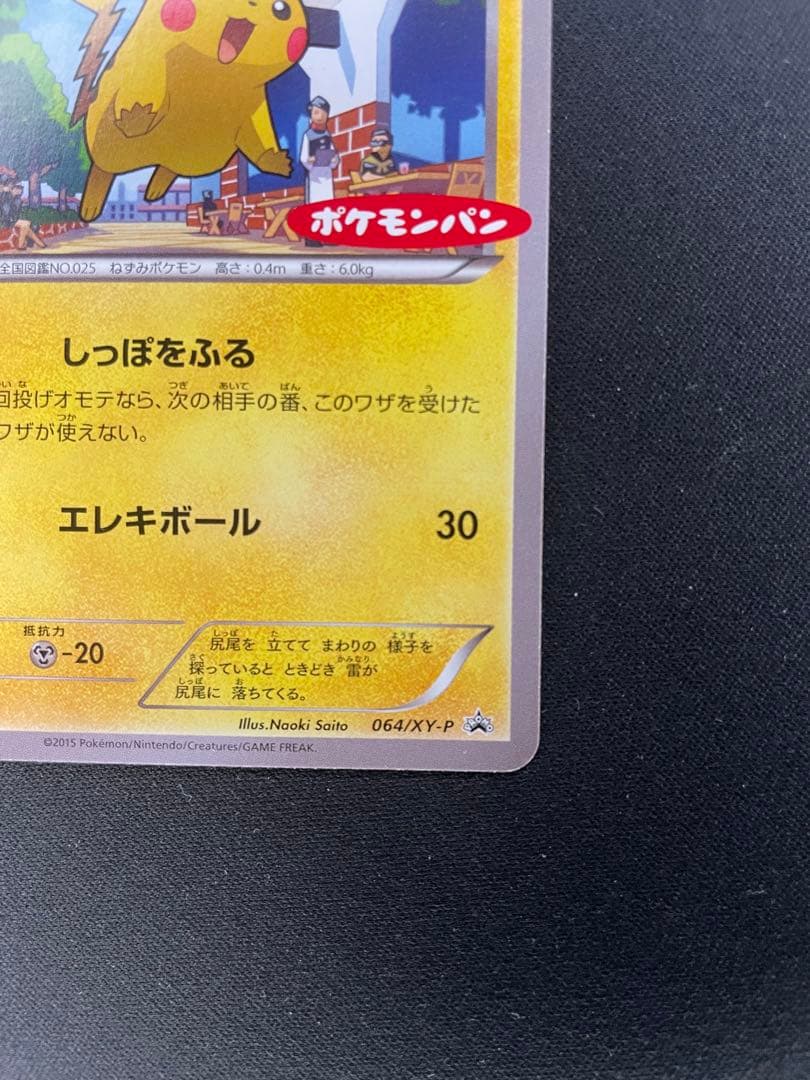 ポケモンパン
全国図鑑NO.025 ねずみポケモン 高さ:0.4m 重さ:6.0kg
しっぽをふる
回投げオモテなら、次の相手の番、このワザを受けた
ワザが使えない。
エレキボール 30
抵抗力
-20
尻尾を 立てて まわりの 様子を
探っていると ときどき 雷が
尻尾に 落ちてくる。
Illus.Naoki Saito 064/XY-P
©2015 Pokémon/Nintendo/Creatures/GAME FREAK.